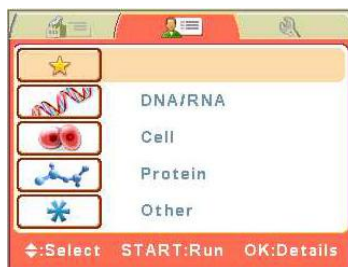 DNA/RNA
Cell
Protein
Other
:Select START:Run OK:Details